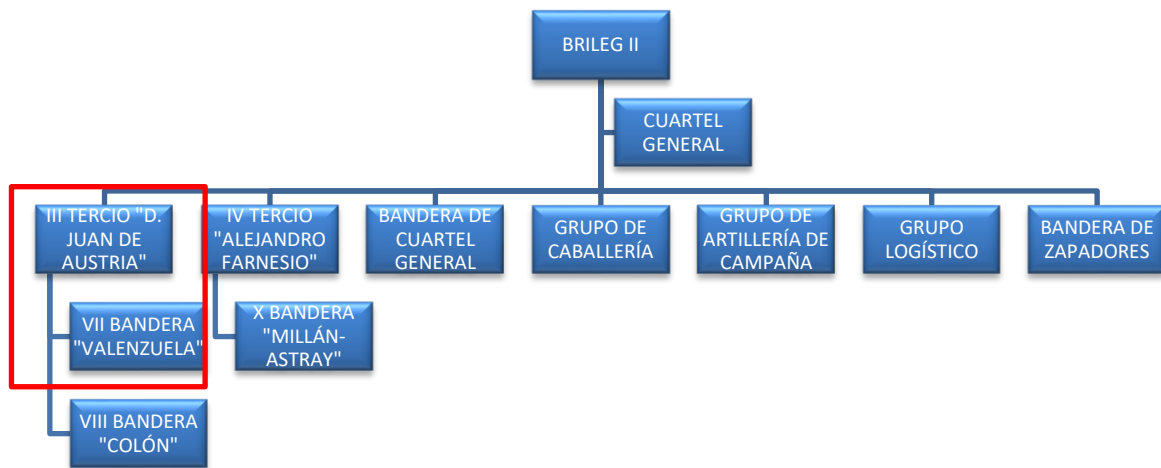 BRILEG II
CUARTEL
GENERAL
III TERCIO "D.
JUAN DE
AUSTRIA"
IV TERCIO
"ALEJANDRO
FARNESIO"
BANDERA DE
CUARTEL
GENERAL
GRUPO DE
CABALLERÍA
GRUPO DE
ARTILLERÍA DE
CAMPAÑA
GRUPO
LOGÍSTICO
BANDERA DE
ZAPADORES
VII BANDERA
"VALENZUELA"
X BANDERA
"MILLÁN-
ASTRAY"
VIII BANDERA
"COLÓN"